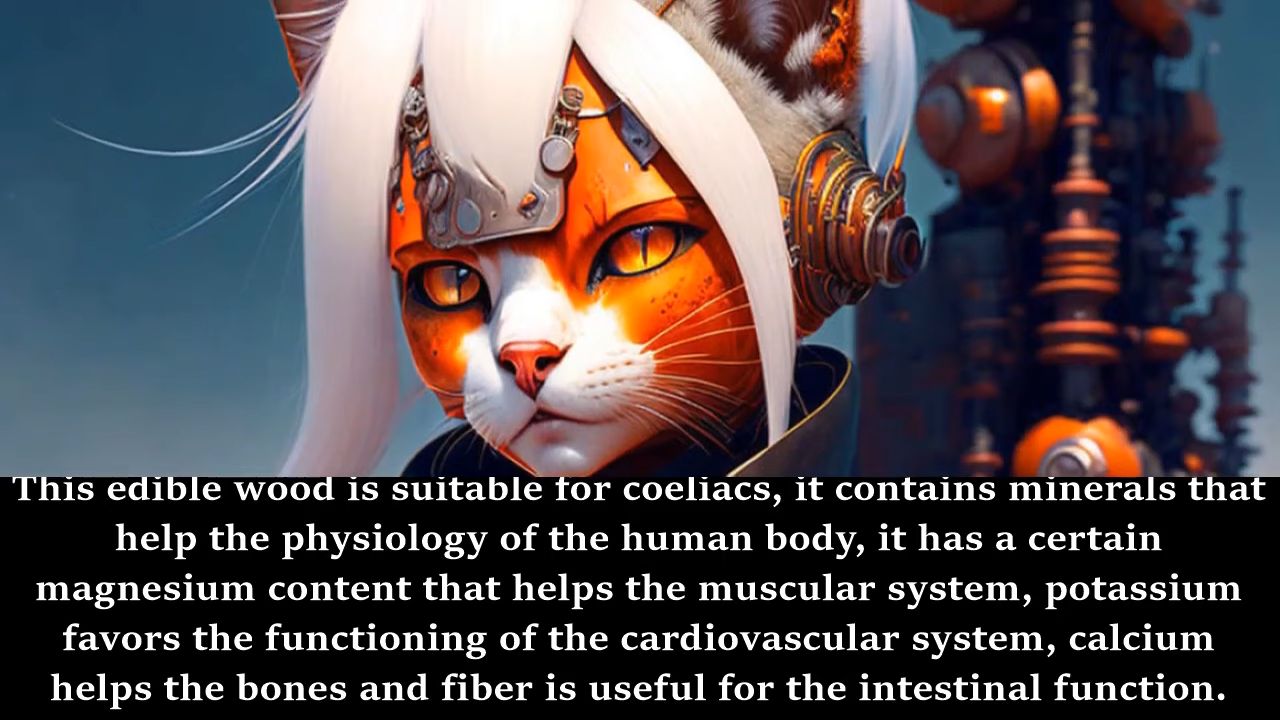 This edible wood is suitable for coeliacs, it contains minerals that
help the physiology of the human body, it has a certain
magnesium content that helps the muscular system, potassium
favors the functioning of the cardiovascular system, calcium
helps the bones and fiber is useful for the intestinal function.